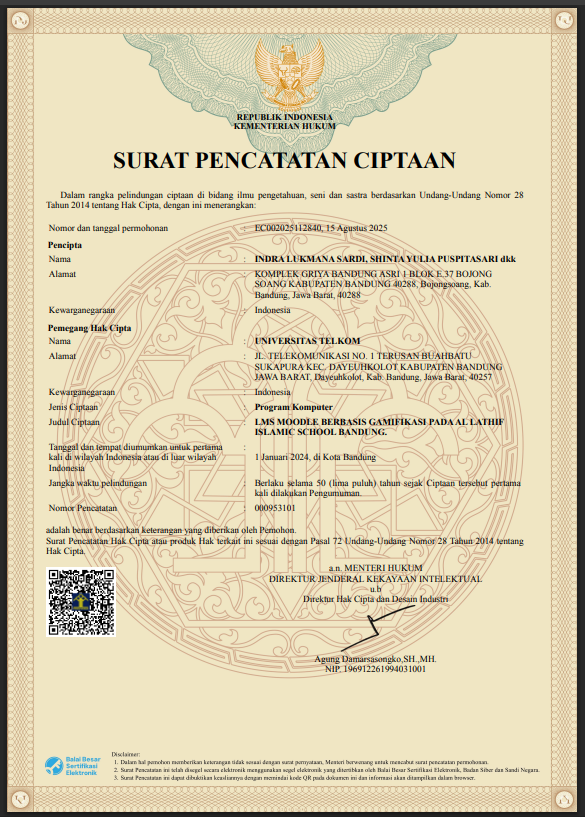 REPUBLIK INDONESIA
KEMENTERIAN HUKUM
SURAT PENCATATAN CIPTAAN
Dalam rangka pelindungan ciptaan di bidang ilmu pengetahuan, seni dan sastra berdasarkan Undang-Undang Nomor 28
Tahun 2014 tentang Hak Cipta, dengan ini menerangkan:
Nomor dan tanggal permohonan : EC002025112840, 15 Agustus 2025
Pencipta
Nama : INDRA LUKMANA SARDI, SHINTA YULIA PUSPITASARI dkk
Alamat : KOMPLEK GRIYA BANDUNG ASRI 1 BLOK E.37 BOJONG
SOANG KABUPATEN BANDUNG 40288, Bojongsoang, Kab.
Bandung, Jawa Barat, 40288
Kewarganegaraan : Indonesia
Pemegang Hak Cipta
Nama : UNIVERSITAS TELKOM
Alamat : JL. TELEKOMUNIKASI NO. 1 TERUSAN BUAHBATU
SUKAPURA KEC. DAYEUHKOLOT KABUPATEN BANDUNG
JAWA BARAT, Dayeuhkolot, Kab. Bandung, Jawa Barat, 40257
Kewarganegaraan : Indonesia
Jenis Ciptaan : Program Komputer
Judul Ciptaan : LMS MOODLE BERBASIS GAMIFIKASI PADA AL LATHIF
ISLAMIC SCHOOL BANDUNG.
Tanggal dan tempat diumumkan untuk pertama
kali di wilayah Indonesia atau di luar wilayah : 1 Januari 2024, di Kota Bandung
Indonesia
Jangka waktu pelindungan : Berlaku selama 50 (lima puluh) tahun sejak Ciptaan tersebut pertama
kali dilakukan Pengumuman.
Nomor Pencatatan : 000953101
adalah benar berdasarkan keterangan yang diberikan oleh Pemohon.
Surat Pencatatan Hak Cipta atau produk Hak terkait ini sesuai dengan Pasal 72 Undang-Undang Nomor 28 Tahun 2014 tentang
Hak Cipta.
a.n. MENTERI HUKUM
DIREKTUR JENDERAL KEKAYAAN INTELEKTUAL
u.b
Direktur Hak Cipta dan Desain Industri
Agung Damarsasongko,SH.,MH.
NIP. 196912261994031001
Balai Besar
Sertifikasi
Elektronik
Disclaimer:
1. Dalam hal pemohon memberikan keterangan tidak sesuai dengan surat pernyataan, Menteri berwenang untuk mencabut surat pencatatan permohonan.
2. Surat Pencatatan ini telah disegel secara elektronik menggunakan segel elektronik yang diterbitkan oleh Balai Besar Sertifikasi Elektronik, Badan Siber dan Sandi Negara.
3. Surat Pencatatan ini dapat dibuktikan keasliannya dengan memindai kode QR pada dokumen ini dan informasi akan ditampilkan dalam browser.